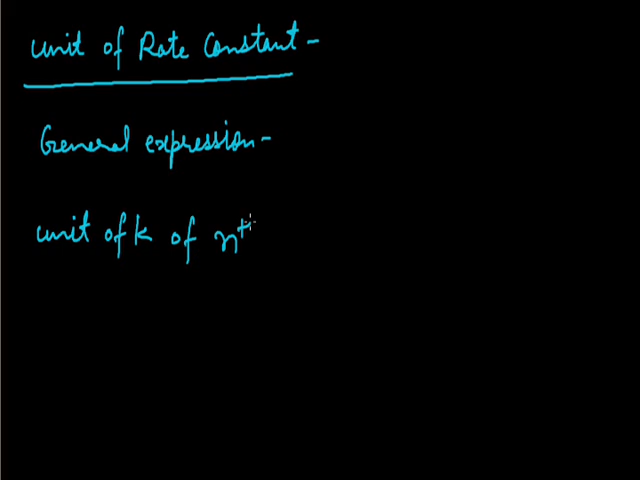 unit of Rate Constant -
General expression -
unit of k of n^t